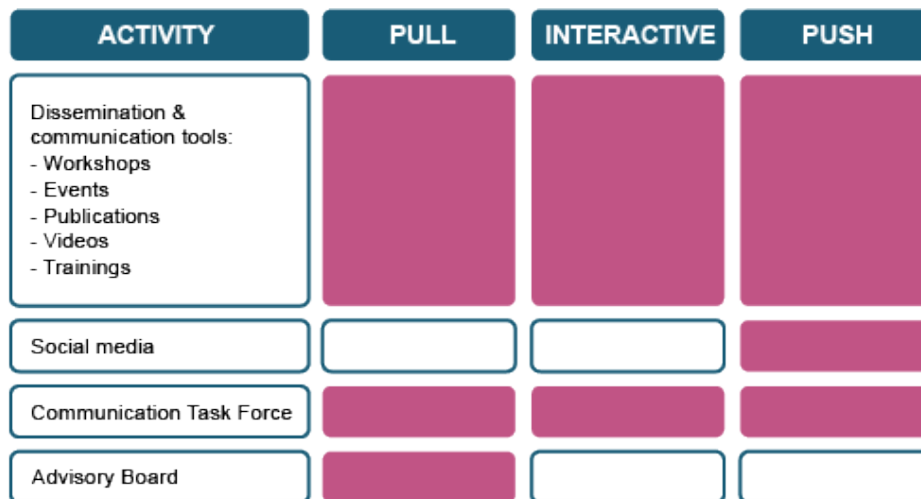 ACTIVITY PULL INTERACTIVE PUSH
Dissemination &
communication tools:
- Workshops
- Events
- Publications
- Videos
- Trainings
Social media
Communication Task Force
Advisory Board